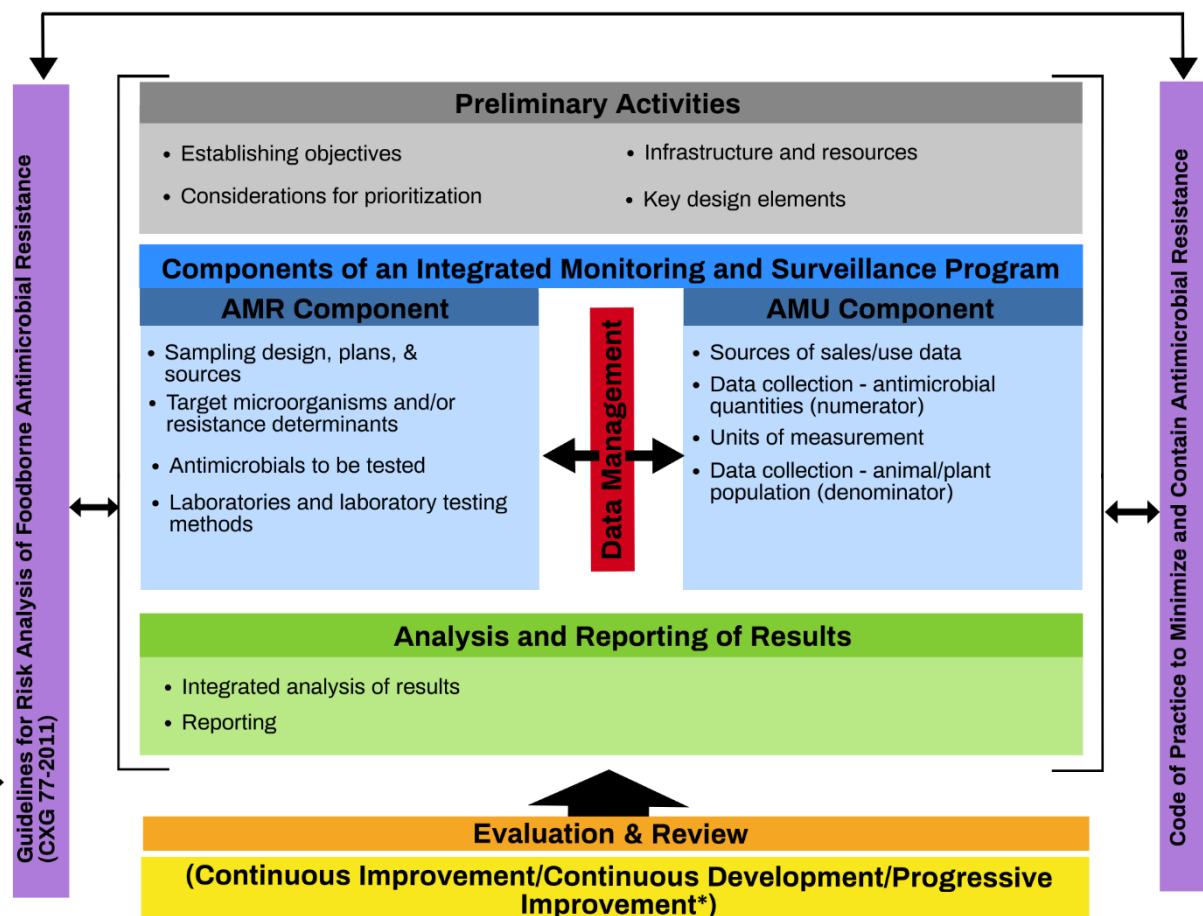 Guidelines for Risk Analysis of Foodborne Antimicrobial Resistance
(CXG 77-2011)
Preliminary Activities
• Establishing objectives
• Considerations for prioritization
• Infrastructure and resources
• Key design elements
Components of an Integrated Monitoring and Surveillance Program
AMR Component
• Sampling design, plans, &
sources
• Target microorganisms and/or
resistance determinants
• Antimicrobials to be tested
• Laboratories and laboratory testing
methods
Data Management
AMU Component
• Sources of sales/use data
• Data collection - antimicrobial
quantities (numerator)
• Units of measurement
• Data collection - animal/plant
population (denominator)
Analysis and Reporting of Results
• Integrated analysis of results
• Reporting
Evaluation & Review
(Continuous Improvement/Continuous Development/Progressive
Improvement*)
Code of Practice to Minimize and Contain Antimicrobial Resistance